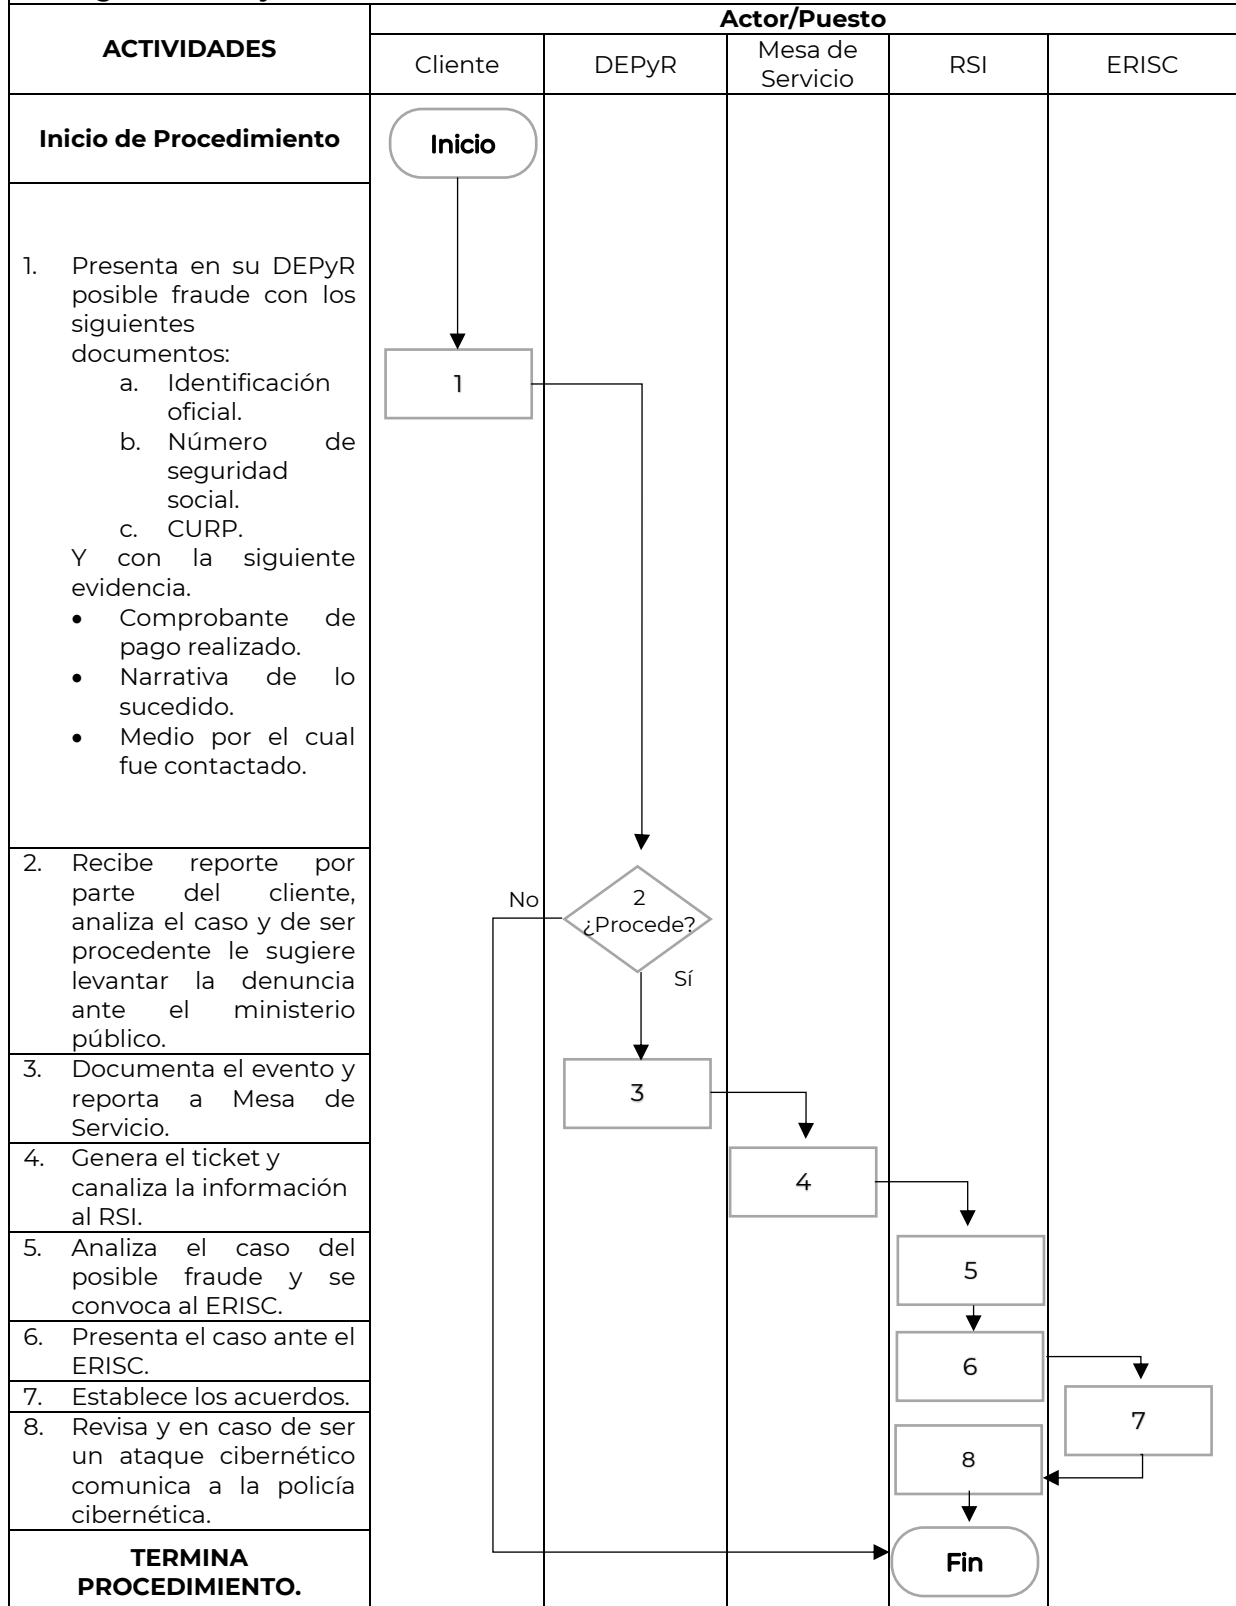 Actor/Puesto
ACTIVIDADES
Cliente
DEPyR
Mesa de
Servicio
RSI
ERISC
Inicio de Procedimiento
Inicio
1. Presenta en su DEPyR
posible fraude con los
siguientes
documentos:
a. Identificación
oficial.
b. Número de
seguridad
social.
c. CURP.
Y con la siguiente
evidencia.
• Comprobante de
pago realizado.
• Narrativa de lo
sucedido.
• Medio por el cual
fue contactado.
1
2. Recibe reporte por
parte del cliente,
analiza el caso y de ser
procedente le sugiere
levantar la denuncia
ante el ministerio
público.
No
2
¿Procede?
Sí
3. Documenta el evento y
reporta a Mesa de
Servicio.
3
4. Genera el ticket y
canaliza la información
al RSI.
4
5. Analiza el caso del
posible fraude y se
convoca al ERISC.
5
6. Presenta el caso ante el
ERISC.
6
7. Establece los acuerdos.
7
8. Revisa y en caso de ser
un ataque cibernético
comunica a la policía
cibernética.
8
TERMINA
PROCEDIMIENTO.
Fin